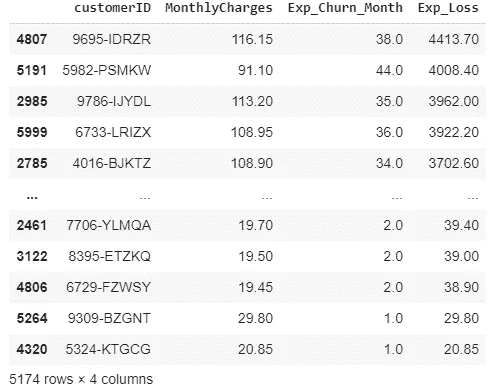 customerID MonthlyCharges Exp_Churn_Month Exp_Loss
4807 9695-IDRZR 116.15 38.0 4413.70
5191 5982-PSMKW 91.10 44.0 4008.40
2985 9786-IJYDL 113.20 35.0 3962.00
5999 6733-LRIZX 108.95 36.0 3922.20
2785 4016-BJKTZ 108.90 34.0 3702.60
... ... ... ... ...
2461 7706-YLMQA 19.70 2.0 39.40
3122 8395-ETZKQ 19.50 2.0 39.00
4806 6729-FZWSY 19.45 2.0 38.90
5264 9309-BZGNT 29.80 1.0 29.80
4320 5324-KTGCG 20.85 1.0 20.85
5174 rows × 4 columns